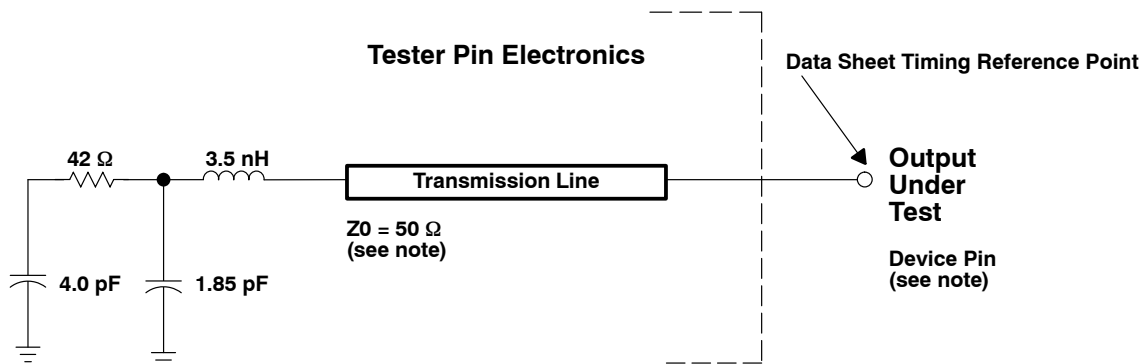 Tester Pin Electronics
Data Sheet Timing Reference Point
42 Ω
3.5 nH
Transmission Line
Output
Under
Test
Z0 = 50 Ω
(see note)
Device Pin
(see note)
4.0 pF
1.85 pF